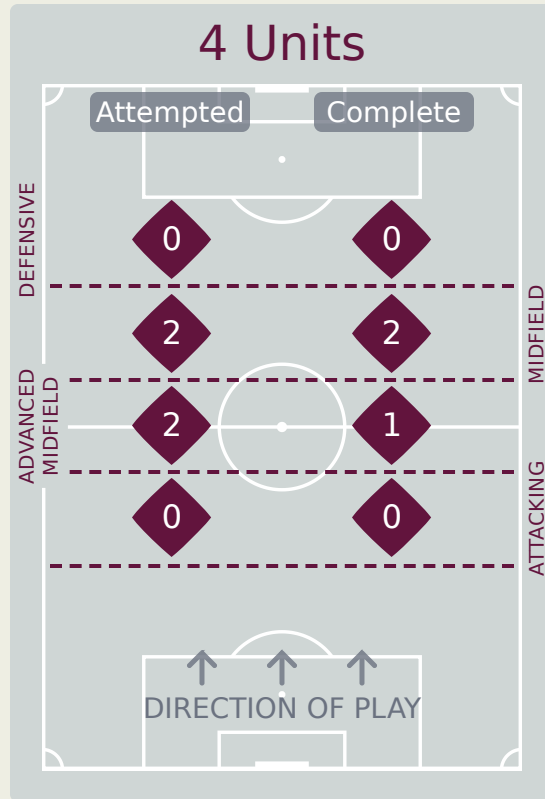 4 Units
Attempted
Complete
DEFENSIVE
0
0
MIDFIELD
2
2
ADVANCED
MIDFIELD
2
1
ATTACKING
0
0
DIRECTION OF PLAY